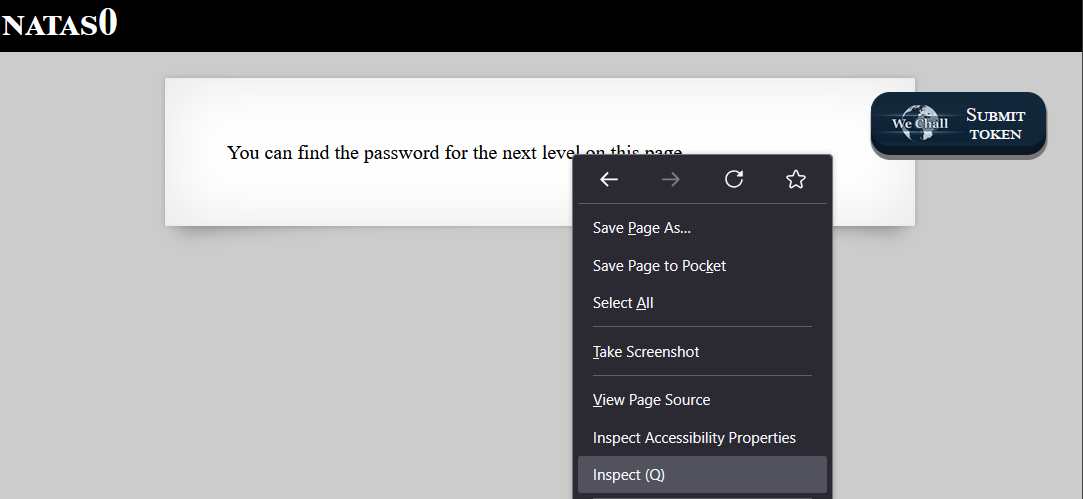 NATAS0
You can find the password for the next level on this page.
We Chall
SUBMIT
TOKEN
Save Page As...
Save Page to Pocket
Select All
Take Screenshot
View Page Source
Inspect Accessibility Properties
Inspect (Q)